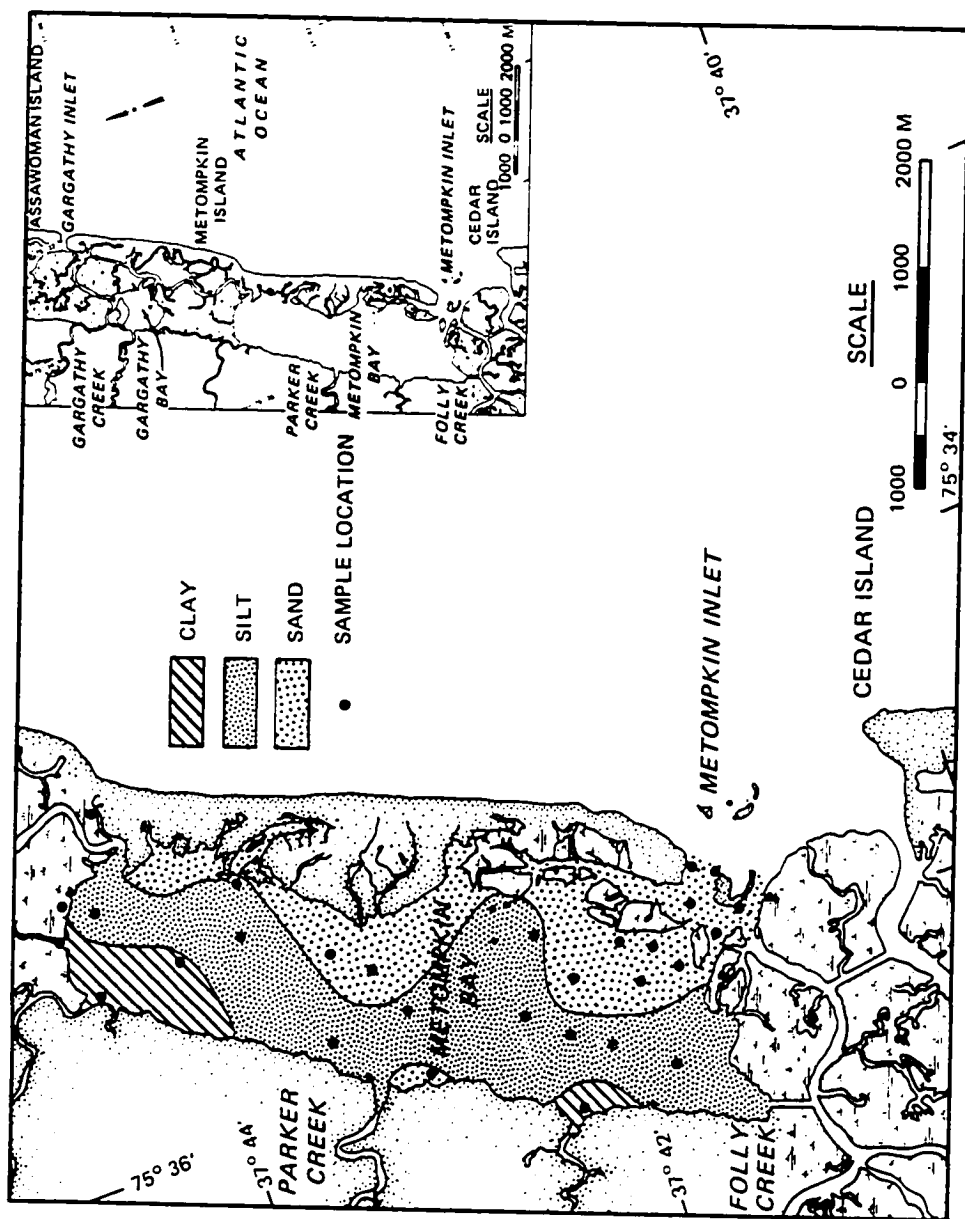 ASSAWOMAN ISLAND
GARGATHY INLET
METOMPKIN
ISLAND
ATLANTIC
OCEAN
METOMPKIN INLET
CEDAR
ISLAND
SCALE
1000 0 1000 2000 M
GARGATHY
CREEK
GARGATHY
BAY
PARKER
CREEK
METOMPKIN
BAY
FOLLY
CREEK
37° 40'
CLAY
SILT
SAND
SAMPLE LOCATION
METOMPKIN INLET
CEDAR ISLAND
SCALE
1000 0 1000 2000 M
75° 34'
METOMPKIN
BAY
75° 36'
37° 44'
PARKER
CREEK
37° 42'
FOLLY
CREEK